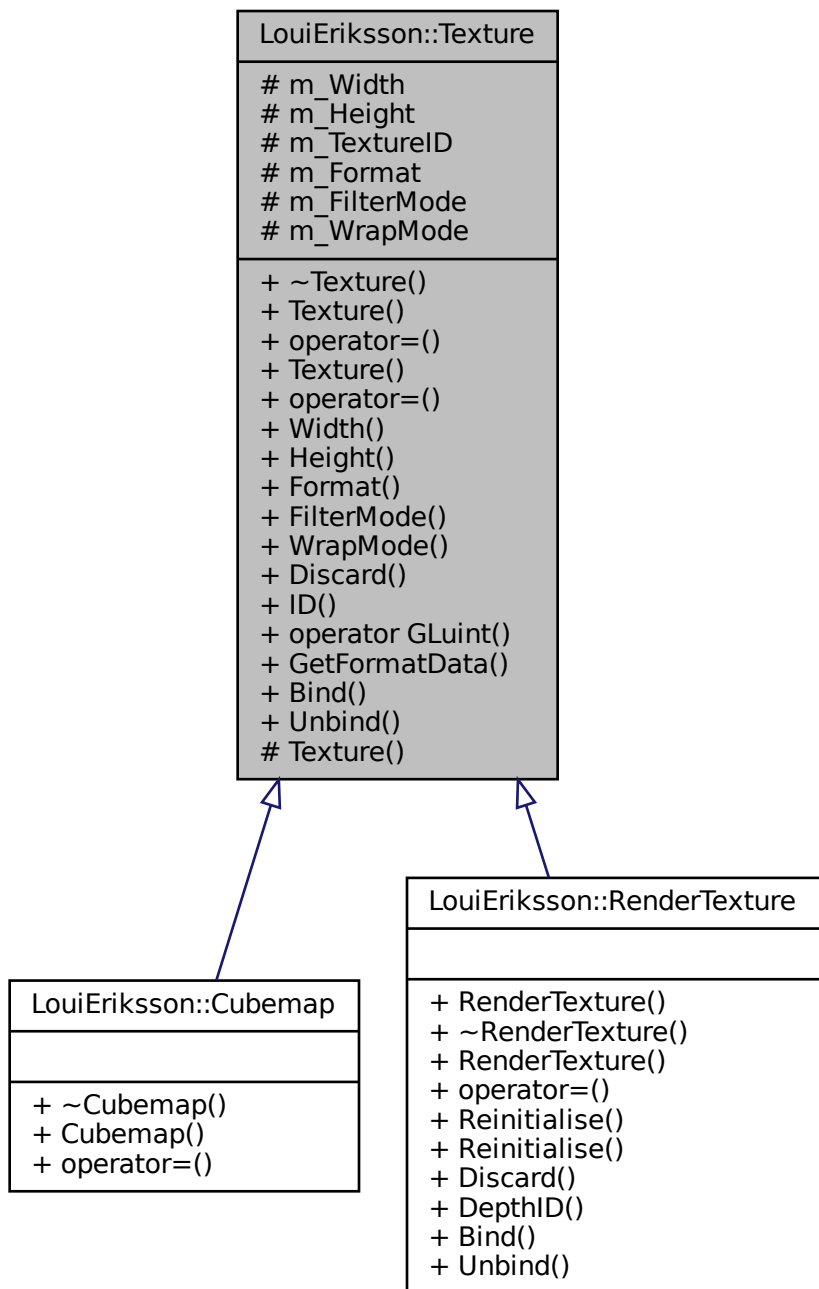 LouiEriksson::Texture
# m_Width
# m_Height
# m_TextureID
# m_Format
# m_FilterMode
# m_WrapMode
+ ~Texture()
+ Texture()
+ operator=()
+ Texture()
+ operator=()
+ Width()
+ Height()
+ Format()
+ FilterMode()
+ WrapMode()
+ Discard()
+ ID()
+ operator GLuint()
+ GetFormatData()
+ Bind()
+ Unbind()
# Texture()
LouiEriksson::Cubemap
+ ~Cubemap()
+ Cubemap()
+ operator=()
LouiEriksson::RenderTexture
+ RenderTexture()
+ ~RenderTexture()
+ RenderTexture()
+ operator=()
+ Reinitialise()
+ Reinitialise()
+ Discard()
+ DepthID()
+ Bind()
+ Unbind()